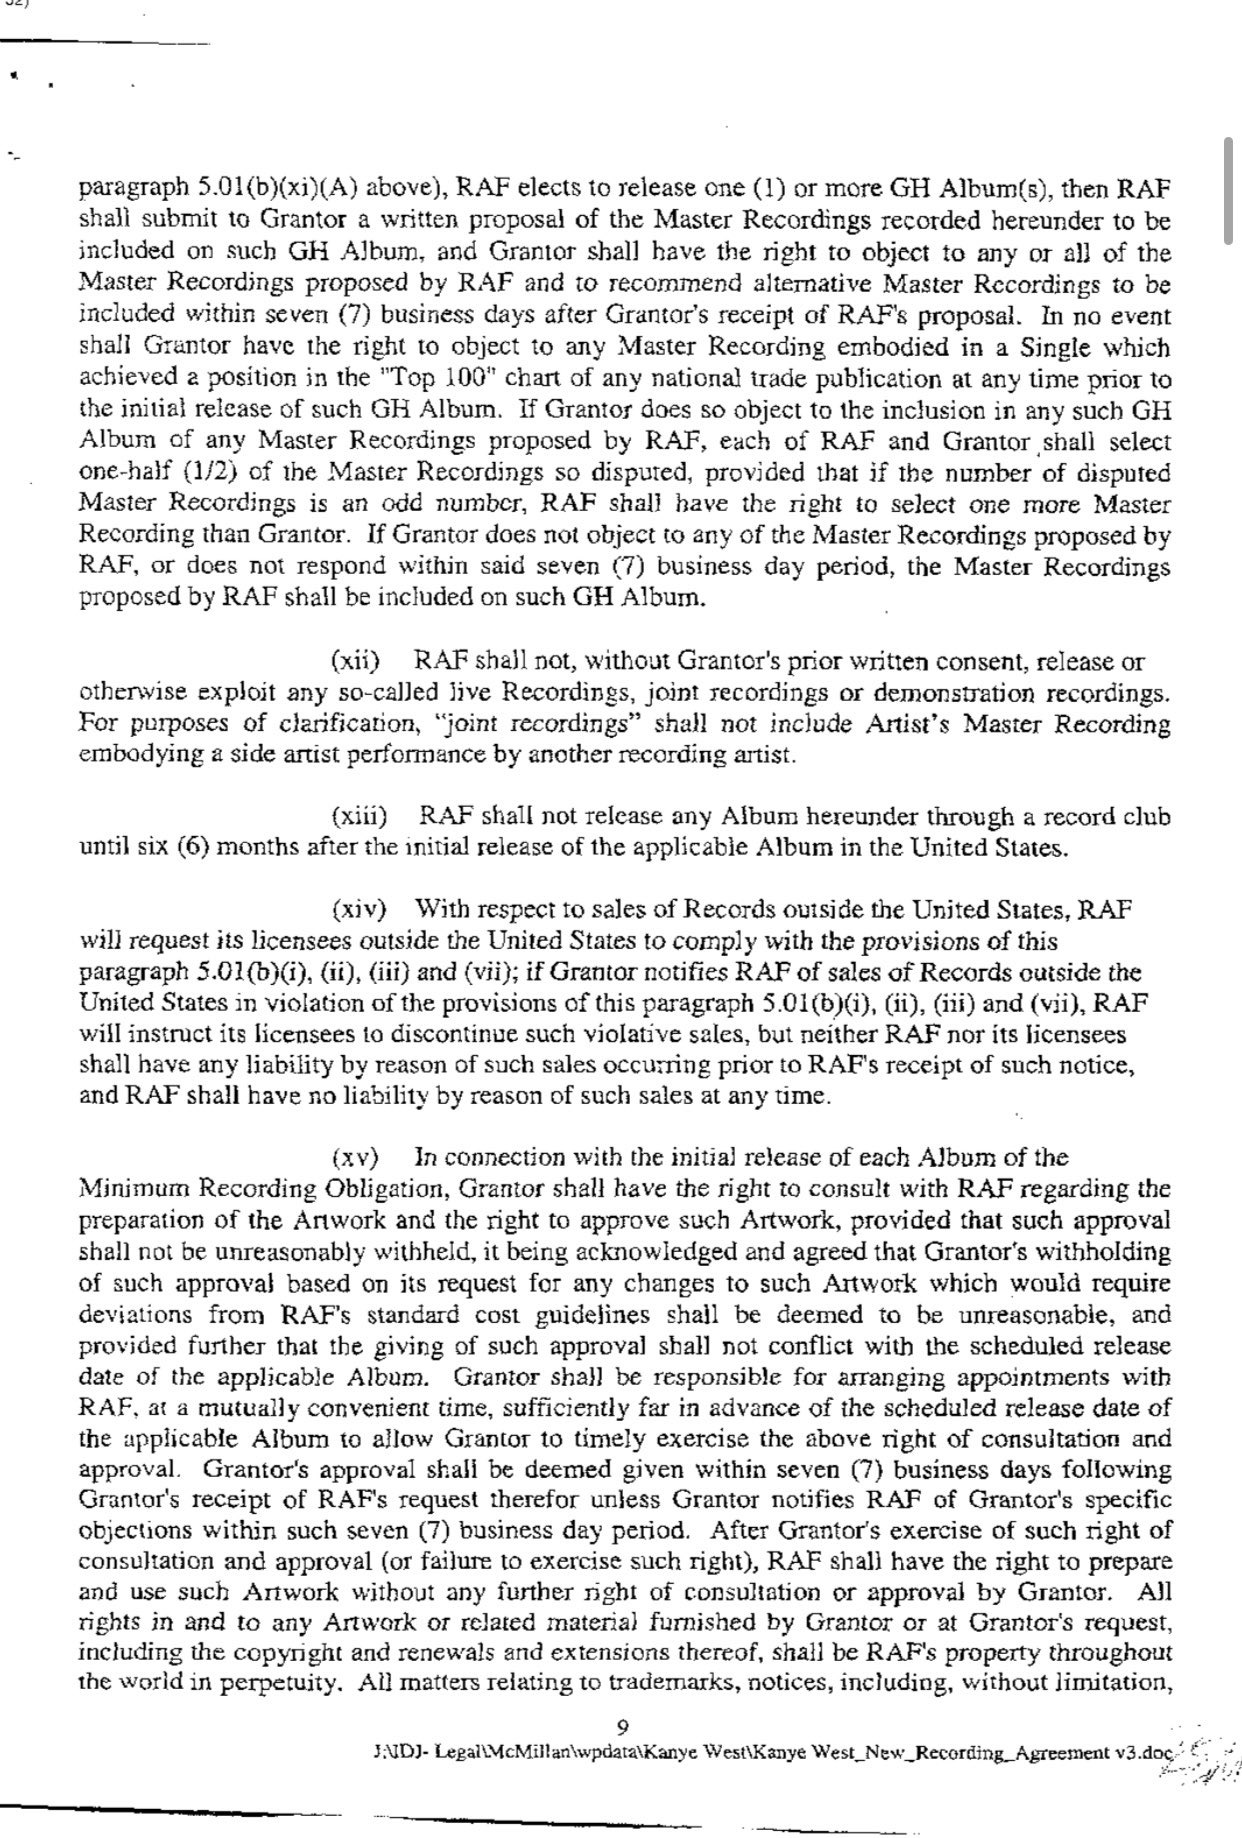 paragraph 5.01(b)(xi)(A) above), RAF elects to release one (1) or more GH Album(s), then RAF
shall submit to Grantor a written proposal of the Master Recordings recorded hereunder to be
included on such GH Album, and Grantor shall have the right to object to any or all of the
Master Recordings proposed by RAF and to recommend alternative Master Recordings to be
included within seven (7) business days after Grantor's receipt of RAF's proposal. In no event
shall Grantor have the right to object to any Master Recording embodied in a Single which
achieved a position in the "Top 100" chart of any national trade publication at any time prior to
the initial release of such GH Album. If Grantor does so object to the inclusion in any such GH
Album of any Master Recordings proposed by RAF, each of RAF and Grantor shall select
one-half (1/2) of the Master Recordings so disputed, provided that if the number of disputed
Master Recordings is an odd number, RAF shall have the right to select one more Master
Recording than Grantor. If Grantor does not object to any of the Master Recordings proposed by
RAF, or does not respond within said seven (7) business day period, the Master Recordings
proposed by RAF shall be included on such GH Album.
(xii) RAF shall not, without Grantor's prior written consent, release or
otherwise exploit any so-called live Recordings, joint recordings or demonstration recordings.
For purposes of clarification, “joint recordings” shall not include Artist’s Master Recording
embodying a side artist performance by another recording artist.
(xiii) RAF shall not release any Album hereunder through a record club
until six (6) months after the initial release of the applicable Album in the United States.
(xiv) With respect to sales of Records outside the United States, RAF
will request its licensees outside the United States to comply with the provisions of this
paragraph 5.01(b)(i), (ii), (iii) and (vii); if Grantor notifies RAF of sales of Records outside the
United States in violation of the provisions of this paragraph 5.01(b)(i), (ii), (iii) and (vii), RAF
will instruct its licensees to discontinue such violative sales, but neither RAF nor its licensees
shall have any liability by reason of such sales occurring prior to RAF's receipt of such notice,
and RAF shall have no liability by reason of such sales at any time.
(xv) In connection with the initial release of each Album of the
Minimum Recording Obligation, Grantor shall have the right to consult with RAF regarding the
preparation of the Artwork and the right to approve such Artwork, provided that such approval
shall not be unreasonably withheld, it being acknowledged and agreed that Grantor's withholding
of such approval based on its request for any changes to such Artwork which would require
deviations from RAF's standard cost guidelines shall be deemed to be unreasonable, and
provided further that the giving of such approval shall not conflict with the scheduled release
date of the applicable Album. Grantor shall be responsible for arranging appointments with
RAF, at a mutually convenient time, sufficiently far in advance of the scheduled release date of
the applicable Album to allow Grantor to timely exercise the above right of consultation and
approval. Grantor's approval shall be deemed given within seven (7) business days following
Grantor's receipt of RAF's request therefor unless Grantor notifies RAF of Grantor's specific
objections within such seven (7) business day period. After Grantor's exercise of such right of
consultation and approval (or failure to exercise such right), RAF shall have the right to prepare
and use such Artwork without any further right of consultation or approval by Grantor. All
rights in and to any Artwork or related material furnished by Grantor or at Grantor's request,
including the copyright and renewals and extensions thereof, shall be RAF's property throughout
the world in perpetuity. All matters relating to trademarks, notices, including, without limitation,
9
J:\IDJ- Legal\McMillan\wpdata\Kanye West\Kanye West_New_Recording_Agreement v3.doc